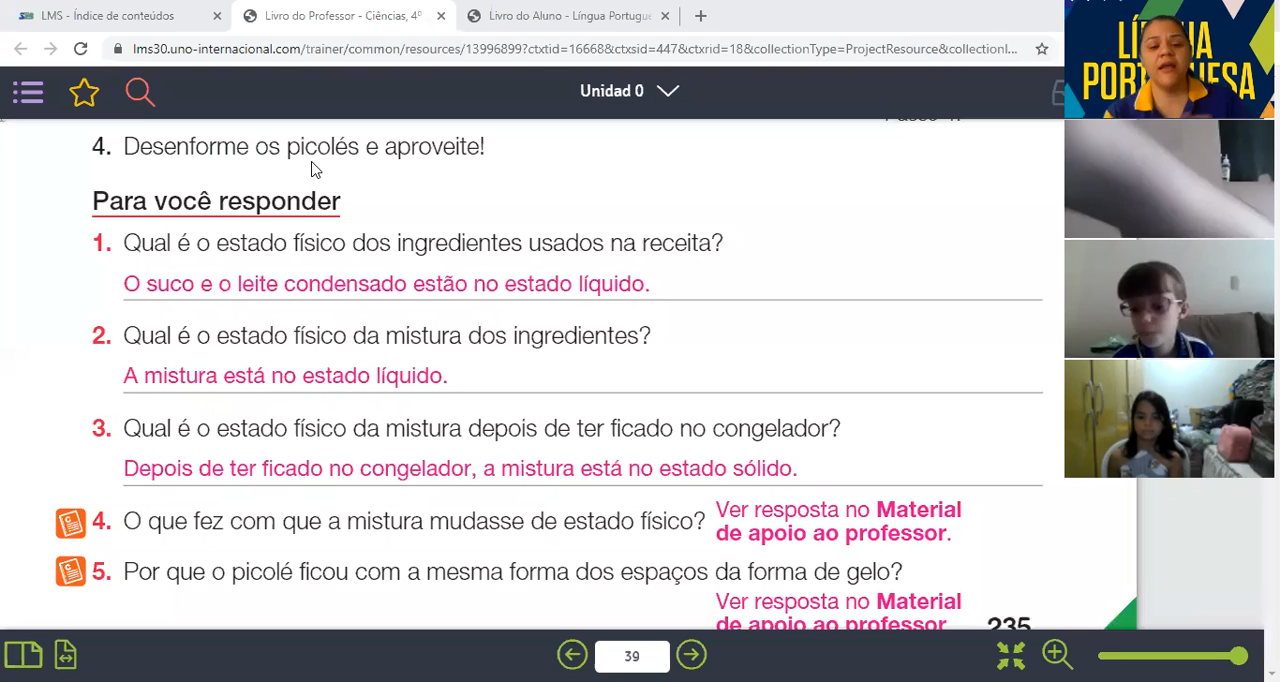 LMS - Índice de conteúdos
Livro do Professor - Ciências, 4º
Livro do Aluno - Língua Portugue
lms30.uno-internacional.com/trainer/common/resources/13996899?ctxtid=16668&ctxsid=447&ctxrid=18&collectionType=ProjectResource&collectionI...
Unidad 0
4. Desenforme os picolés e aproveite!
Para você responder
1. Qual é o estado físico dos ingredientes usados na receita?
O suco e o leite condensado estão no estado líquido.
2. Qual é o estado físico da mistura dos ingredientes?
A mistura está no estado líquido.
3. Qual é o estado físico da mistura depois de ter ficado no congelador?
Depois de ter ficado no congelador, a mistura está no estado sólido.
4. O que fez com que a mistura mudasse de estado físico?
Ver resposta no Material
de apoio ao professor.
5. Por que o picolé ficou com a mesma forma dos espaços da forma de gelo?
Ver resposta no Material
de apoio ao professor
235
39
LÍNGUA
PORTUGUESA